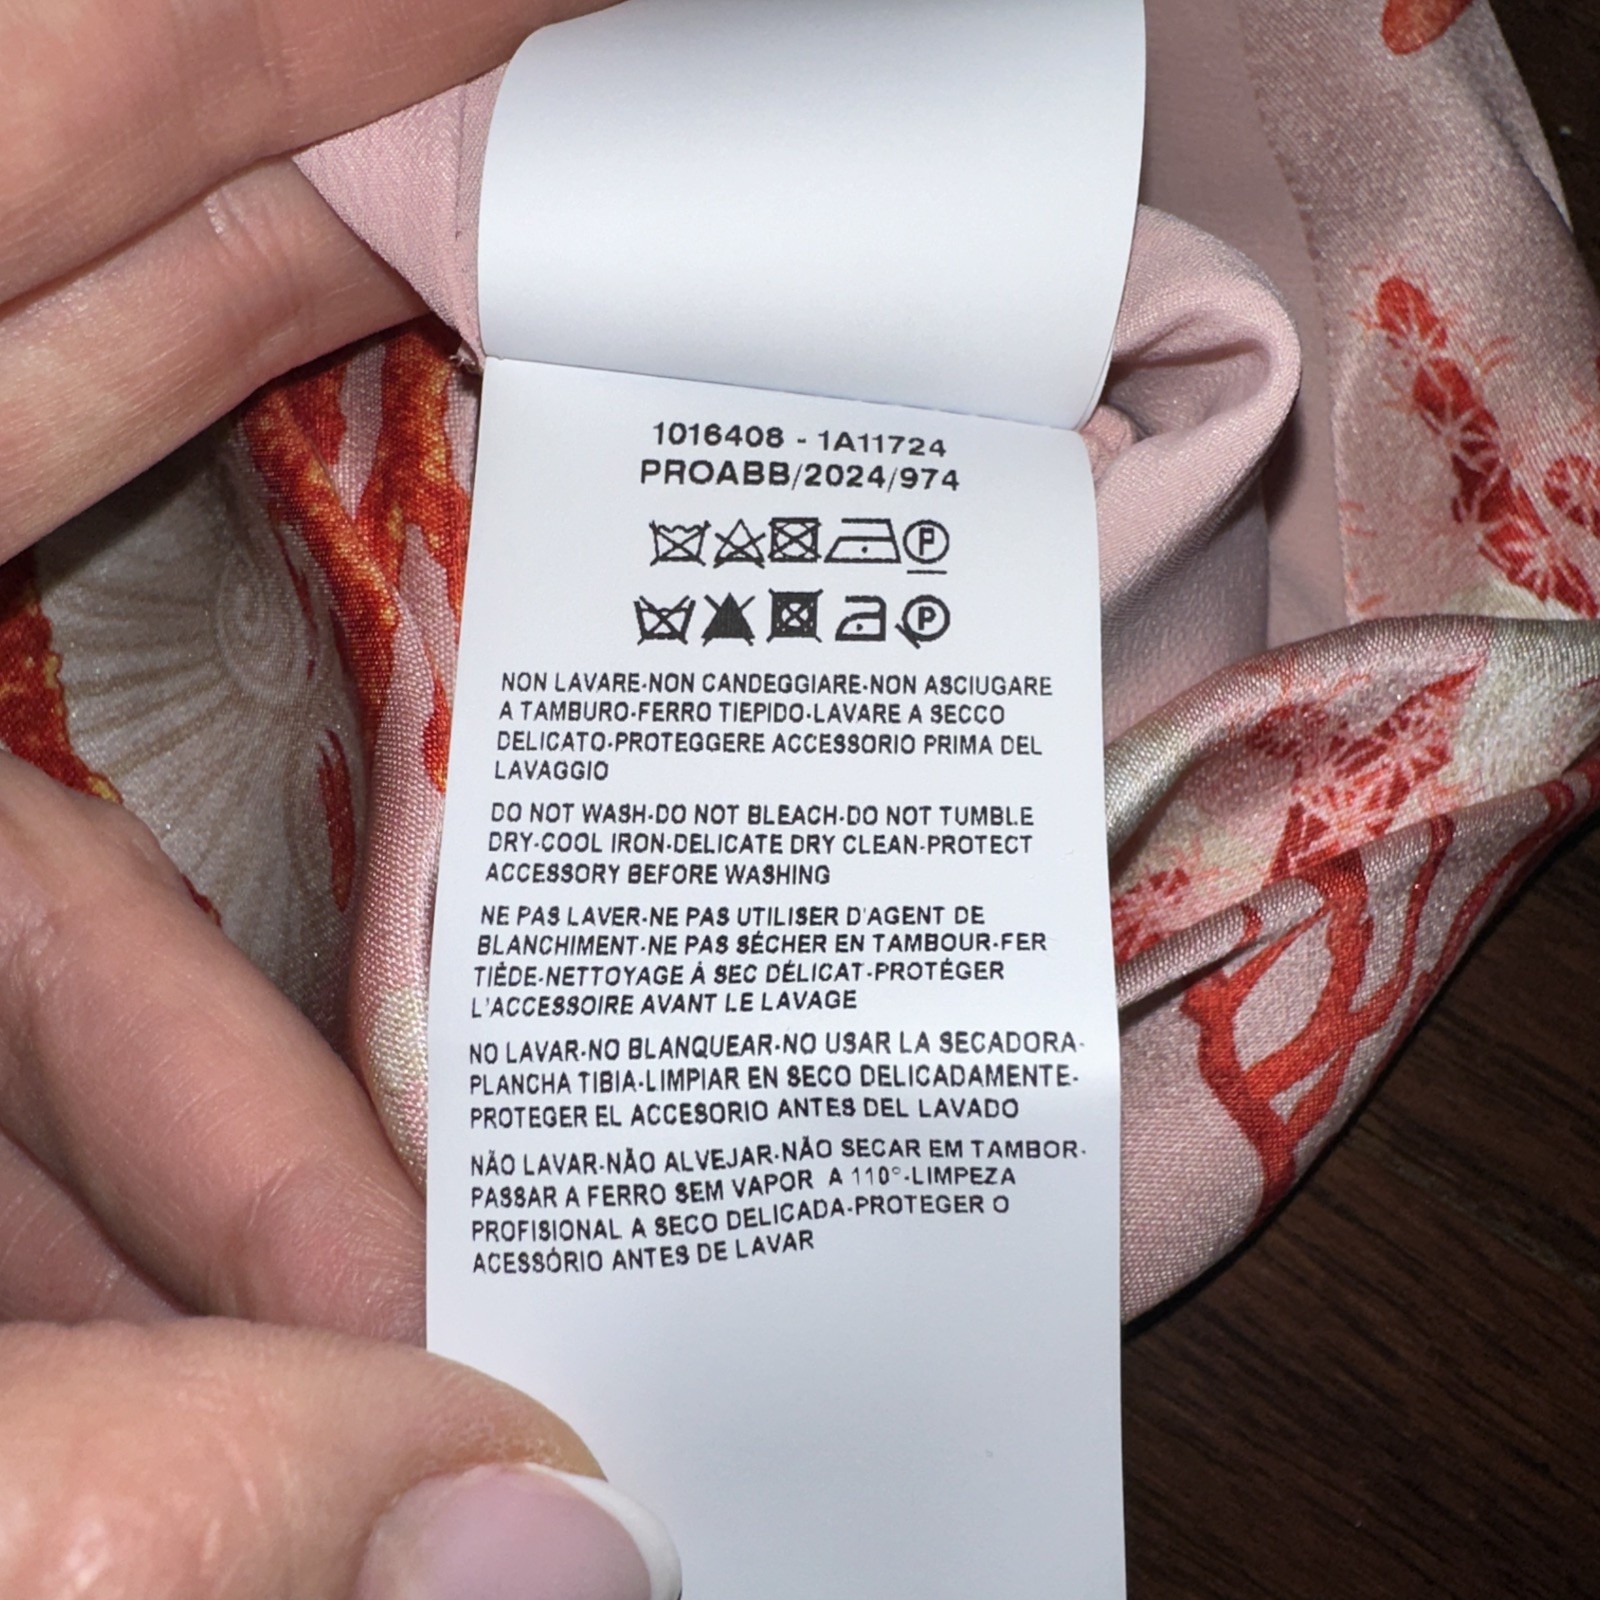 1016408 - 1A11724
PROABB/2024/974
P
P
NON LAVARE-NON CANDEGGIARE-NON ASCIUGARE
A TAMBURO-FERRO TIEPIDO-LAVARE A SECCO
DELICATO-PROTEGGERE ACCESSORIO PRIMA DEL
LAVAGGIO
DO NOT WASH-DO NOT BLEACH-DO NOT TUMBLE
DRY-COOL IRON-DELICATE DRY CLEAN-PROTECT
ACCESSORY BEFORE WASHING
NE PAS LAVER-NE PAS UTILISER D'AGENT DE
BLANCHIMENT-NE PAS SÉCHER EN TAMBOUR-FER
TIÈDE-NETTOYAGE À SEC DÉLICAT-PROTÉGER
L'ACCESSOIRE AVANT LE LAVAGE
NO LAVAR-NO BLANQUEAR-NO USAR LA SECADORA-
PLANCHA TIBIA-LIMPIAR EN SECO DELICADAMENTE-
PROTEGER EL ACCESORIO ANTES DEL LAVADO
NÃO LAVAR-NÃO ALVEJAR-NÃO SECAR EM TAMBOR-
PASSAR A FERRO SEM VAPOR A 110°-LIMPEZA
PROFISIONAL A SECO DELICADA-PROTEGER O
ACESSÓRIO ANTES DE LAVAR